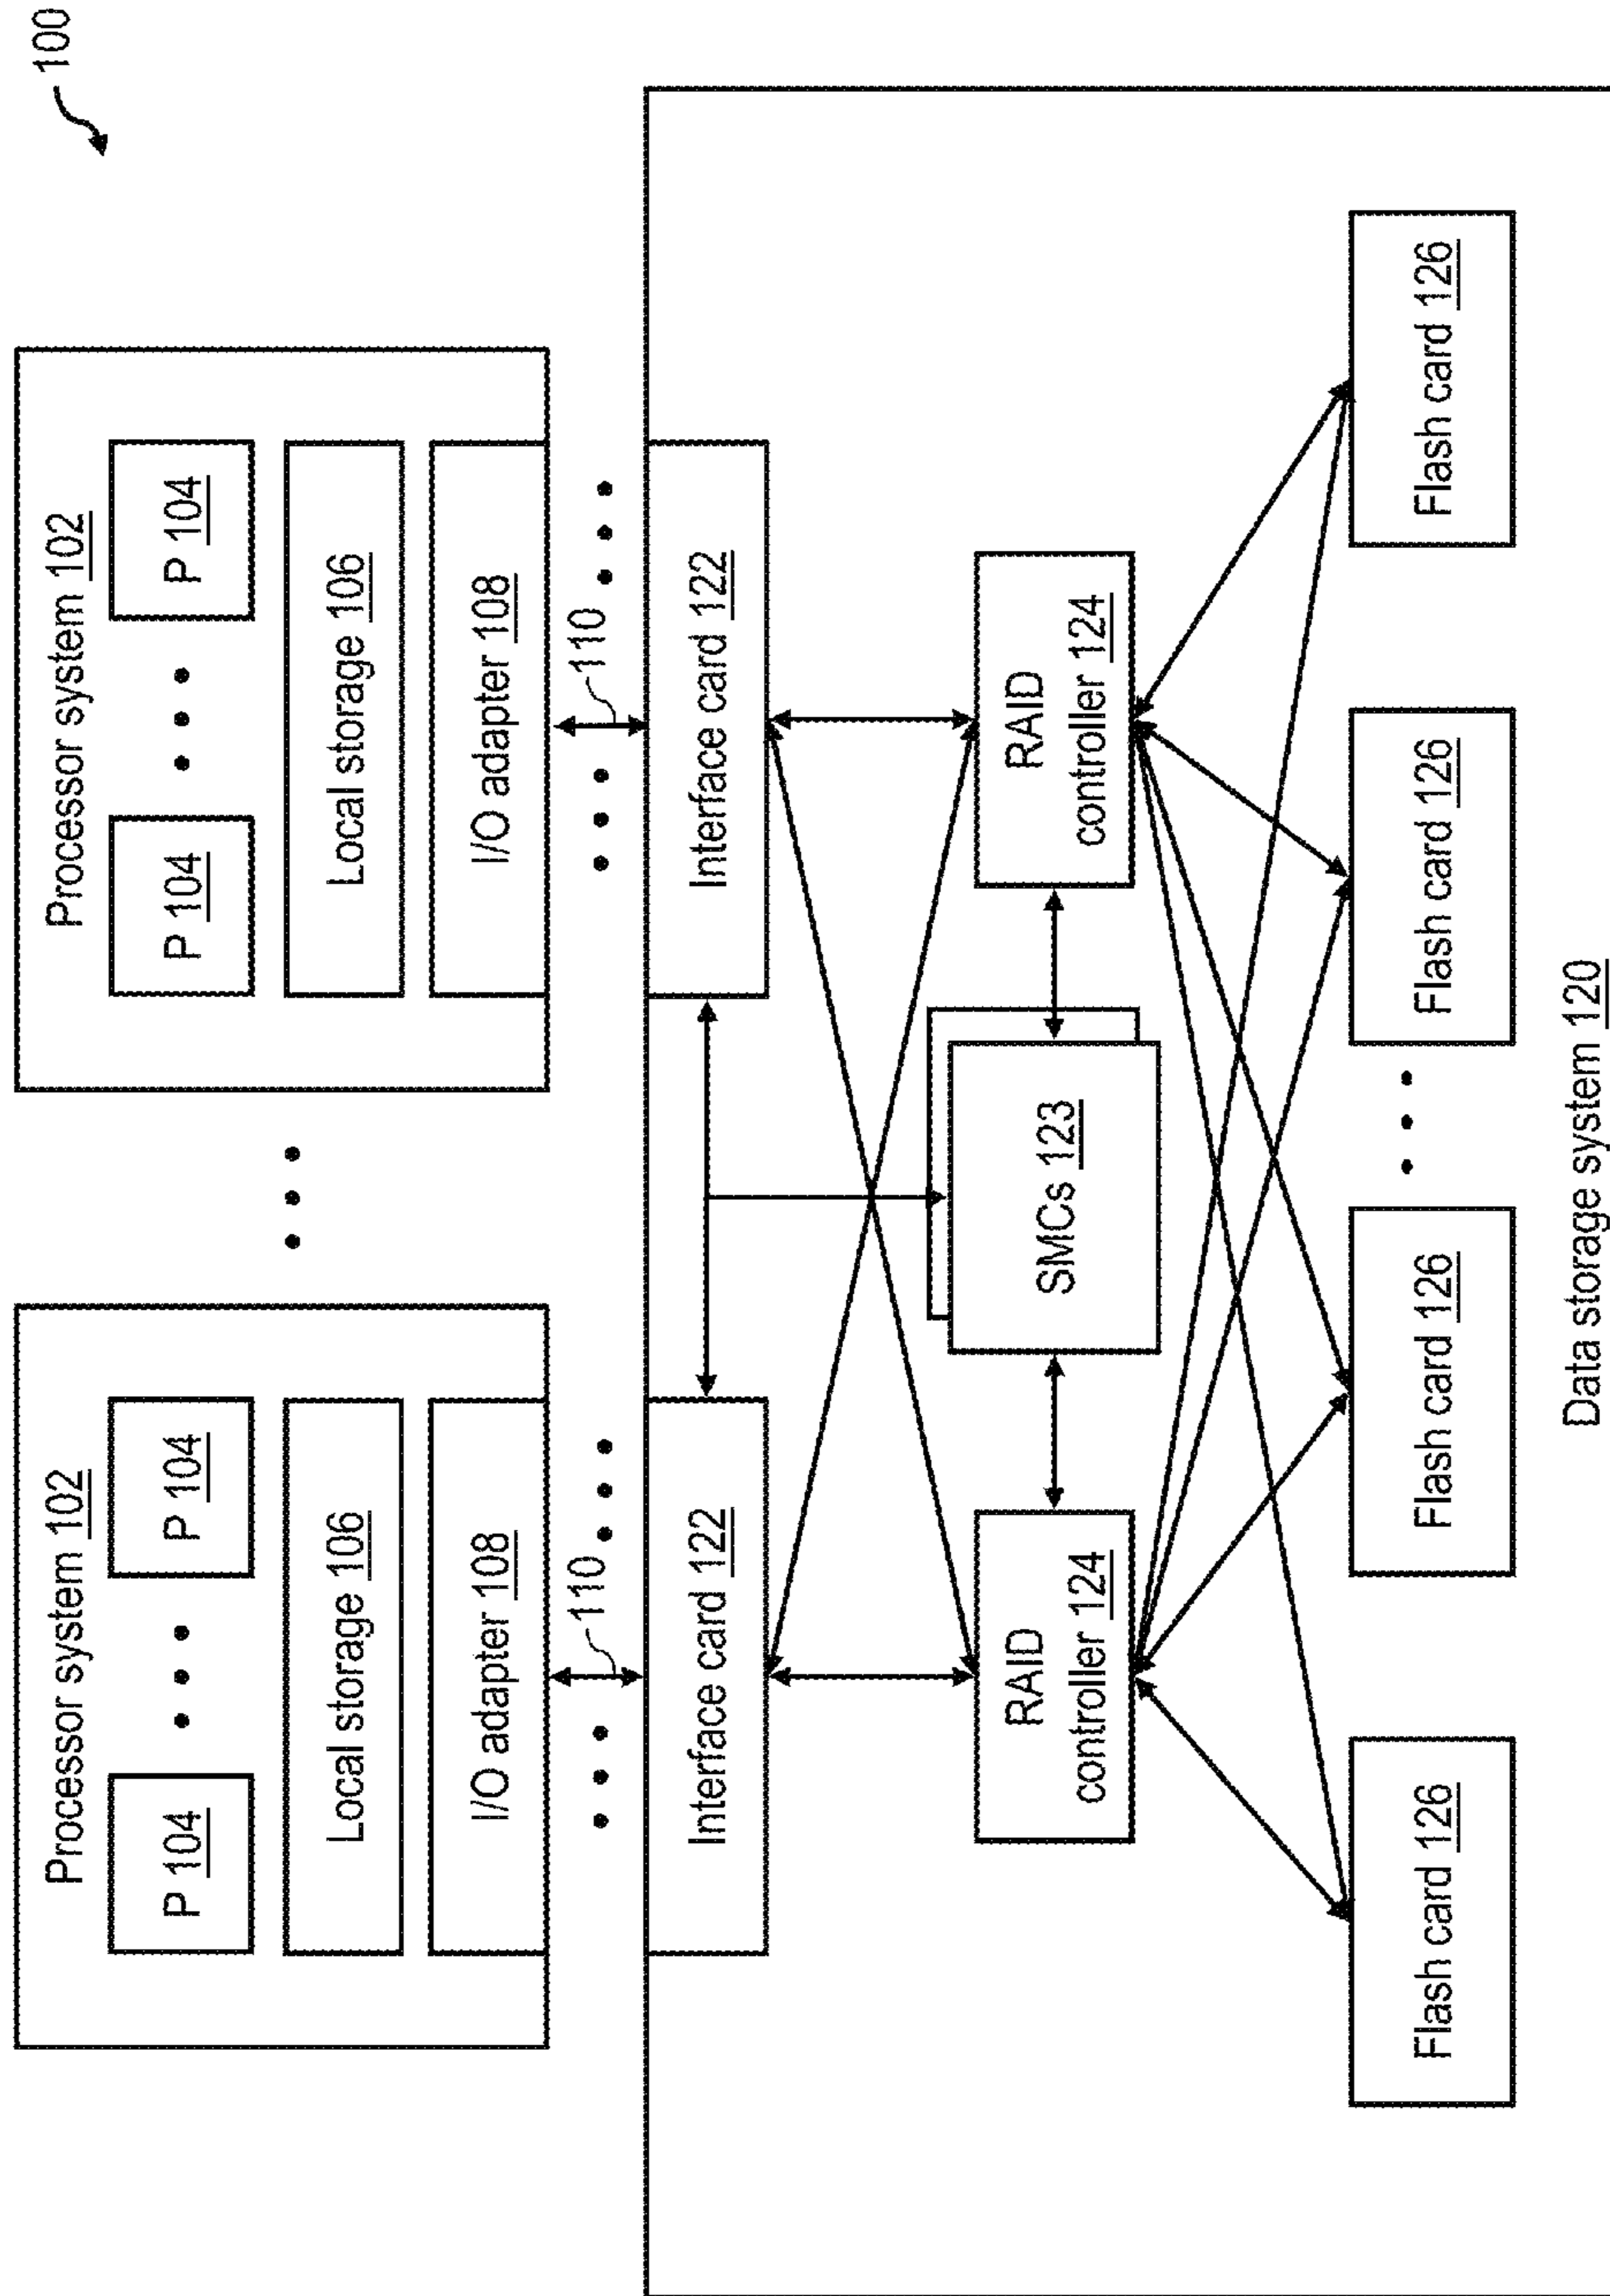 100
Processor system 102
P 104
P 104
Local storage 106
I/O adapter 108
110
Processor system 102
P 104
P 104
Local storage 106
I/O adapter 108
110
Interface card 122
Interface card 122
RAID
controller 124
SMCs 123
RAID
controller 124
Flash card 126
Flash card 126
Flash card 126
Flash card 126
Data storage system 120